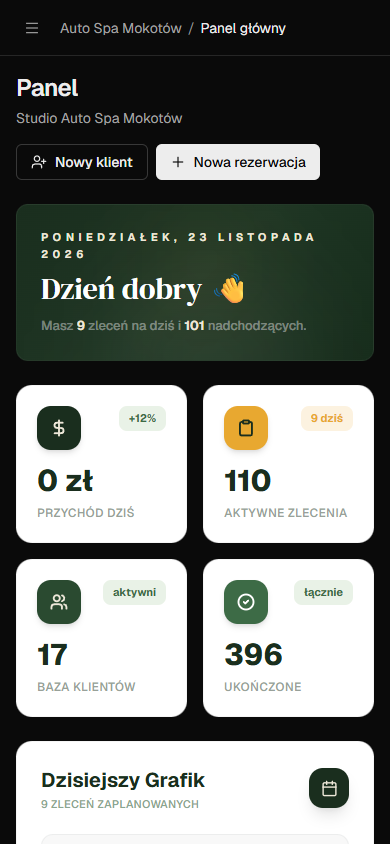 Auto Spa Mokotów / Panel główny
Panel
Studio Auto Spa Mokotów
Nowy klient
Nowa rezerwacja
PONIEDZIAŁEK, 23 LISTOPADA
2026
Dzień dobry 👋
Masz 9 zleceń na dziś i 101 nadchodzących.
+12%
0 zł
PRZYCHÓD DZIŚ
9 dziś
110
AKTYWNE ZLECENIA
aktywni
17
BAZA KLIENTÓW
łącznie
396
UKOŃCZONE
Dzisiejszy Grafik
9 ZLECEŃ ZAPLANOWANYCH